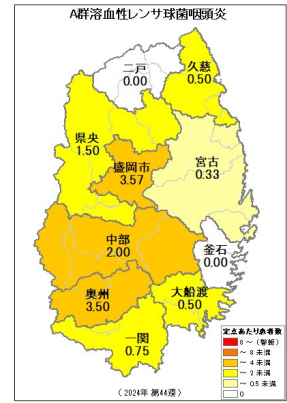 A群溶血性レンサ球菌咽頭炎
二戸
0.00
久慈
0.50
県央
1.50
盛岡市
3.57
宮古
0.33
中部
2.00
釜石
0.00
奥州
3.50
大船渡
0.50
一関
0.75
(2024年 第44週)
定点あたり患者数
8 ~ (警報)
~ 8 未満
~ 4 未満
~ 2 未満
~ 0.5 未満
0